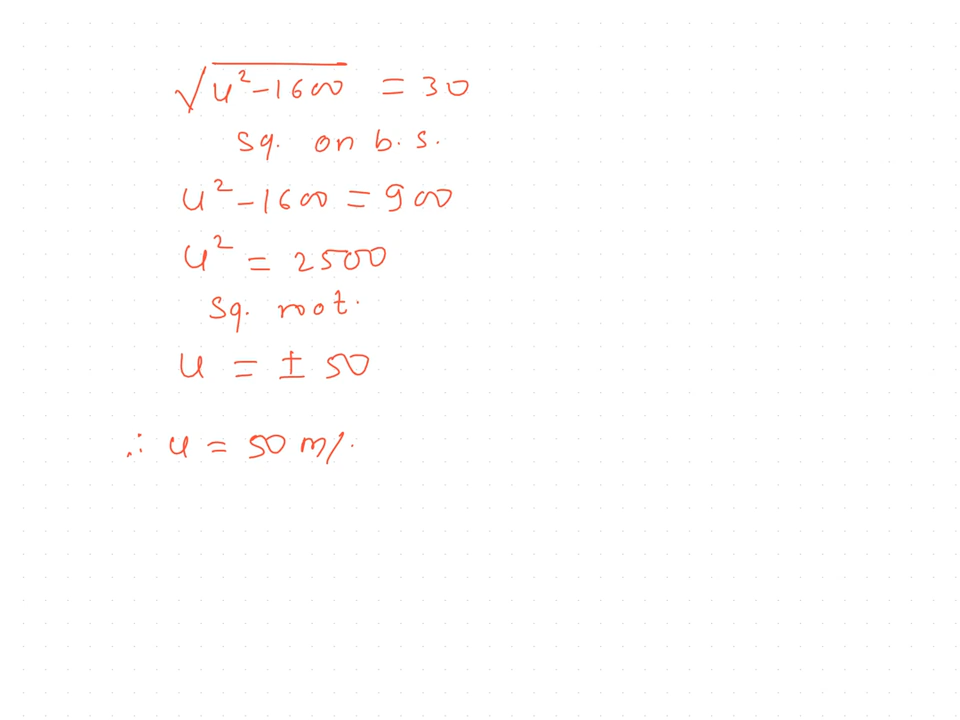 √u²-1600 = 30
sq. on b.s.
u²-1600 = 900
u² = 2500
sq. root.
u = ± 50
∴ u = 50 m/.